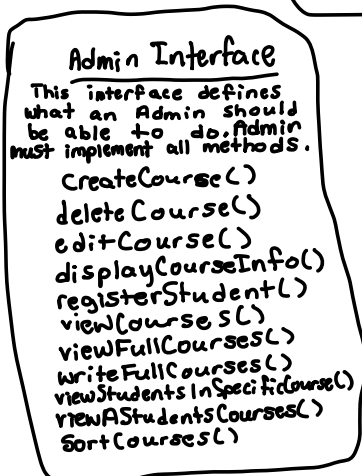 Admin Interface
This interface defines
what an Admin should
be able to do. Admin
must implement all methods.
createCourse()
deleteCourse()
editCourse()
displayCourseInfo()
registerStudent()
viewCourses()
viewFullCourses()
writeFullCourses()
viewStudentsInSpecificCourse()
viewAStudentsCourses()
sortCourses()